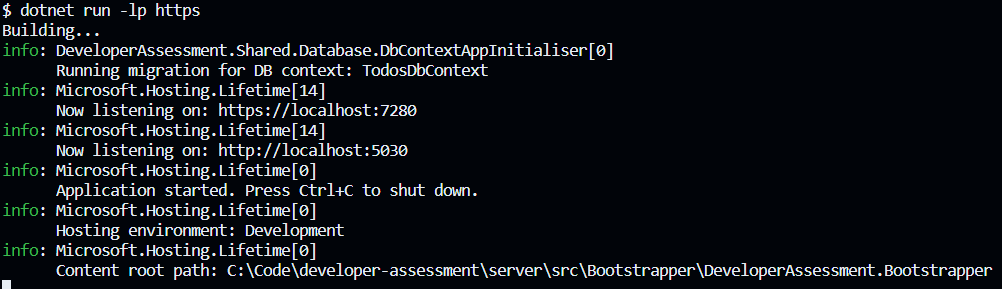 $ dotnet run -lp https
Building...
info: DeveloperAssessment.Shared.Database.DbContextAppInitialiser[0]
      Running migration for DB context: TodosDbContext
info: Microsoft.Hosting.Lifetime[14]
      Now listening on: https://localhost:7280
info: Microsoft.Hosting.Lifetime[14]
      Now listening on: http://localhost:5030
info: Microsoft.Hosting.Lifetime[0]
      Application started. Press Ctrl+C to shut down.
info: Microsoft.Hosting.Lifetime[0]
      Hosting environment: Development
info: Microsoft.Hosting.Lifetime[0]
      Content root path: C:\Code\developer-assessment\server\src\Bootstrapper\DeveloperAssessment.Bootstrapper